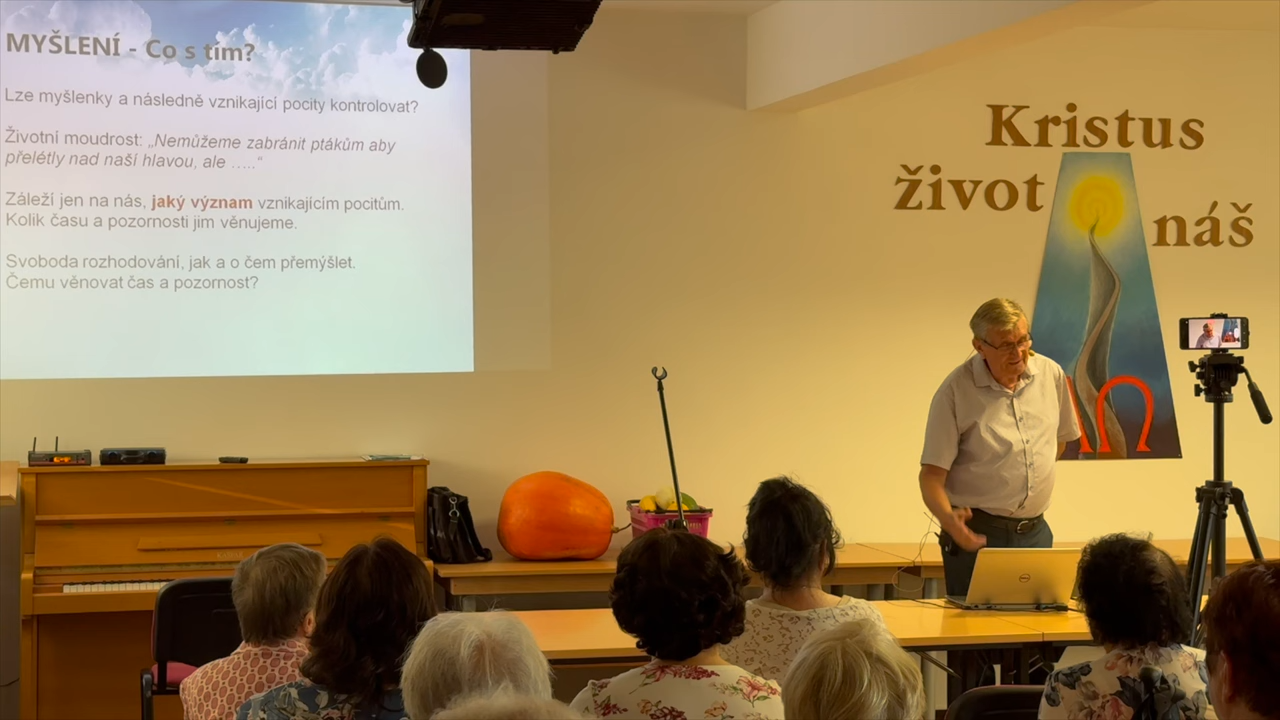 MYŠLENÍ - Co s tím?
Lze myšlenky a následně vznikající pocity kontrolovat?
Životní moudrost: „Nemůžeme zabránit ptákům aby
přelétly nad naší hlavou, ale …..“
Záleží jen na nás, jaký význam vznikajícím pocitům.
Kolik času a pozornosti jim věnujeme.
Svoboda rozhodování, jak a o čem přemýšlet.
Čemu věnovat čas a pozornost?
Kristus
život
náš
ΑΩ
DELL